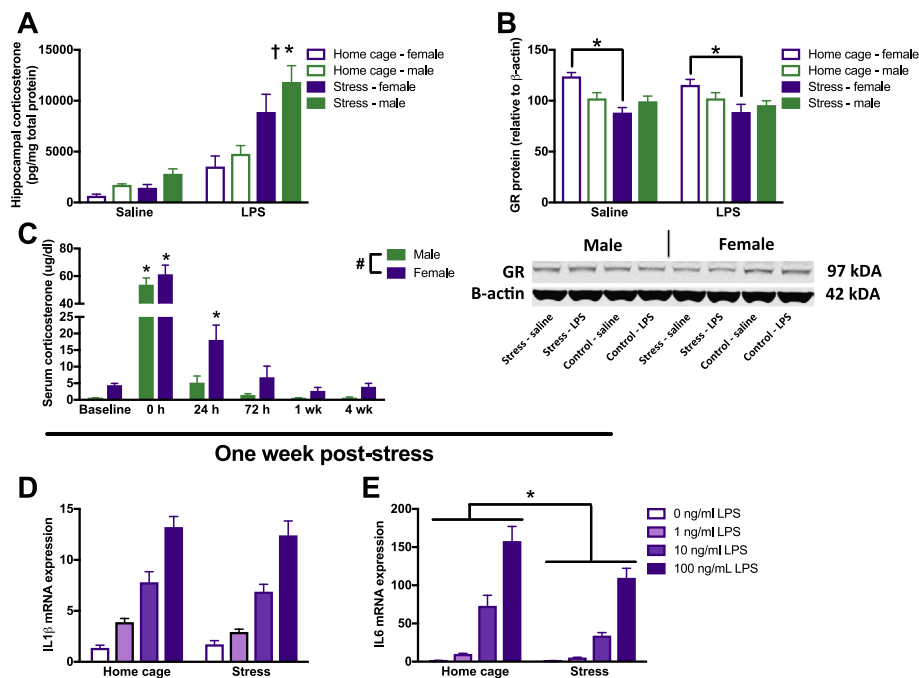 A
Hippocampal corticosterone
(pg/mg total protein)
15000
10000
5000
0
† *
Saline
LPS
Home cage - female
Home cage - male
Stress - female
Stress - male
B
GR protein (relative to β-actin)
150
100
50
0
*
*
Saline
LPS
Home cage - female
Home cage - male
Stress - female
Stress - male
Male
Female
GR
97 kDA
B-actin
42 kDA
Stress - saline
Stress - LPS
Control - saline
Control - LPS
Stress - saline
Stress - LPS
Control - saline
Control - LPS
C
Serum corticosterone (ug/dl)
80
60
40
25
20
15
10
5
0
*
*
*
#
Male
Female
Baseline
0 h
24 h
72 h
1 wk
4 wk
One week post-stress
D
IL1β mRNA expression
15
10
5
0
Home cage
Stress
E
IL6 mRNA expression
200
150
100
50
0
*
Home cage
Stress
0 ng/ml LPS
1 ng/ml LPS
10 ng/ml LPS
100 ng/mL LPS